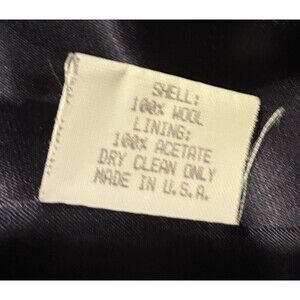 SHELL:
100% WOOL
LINING:
100% ACETATE
DRY CLEAN ONLY
MADE IN U.S.A.